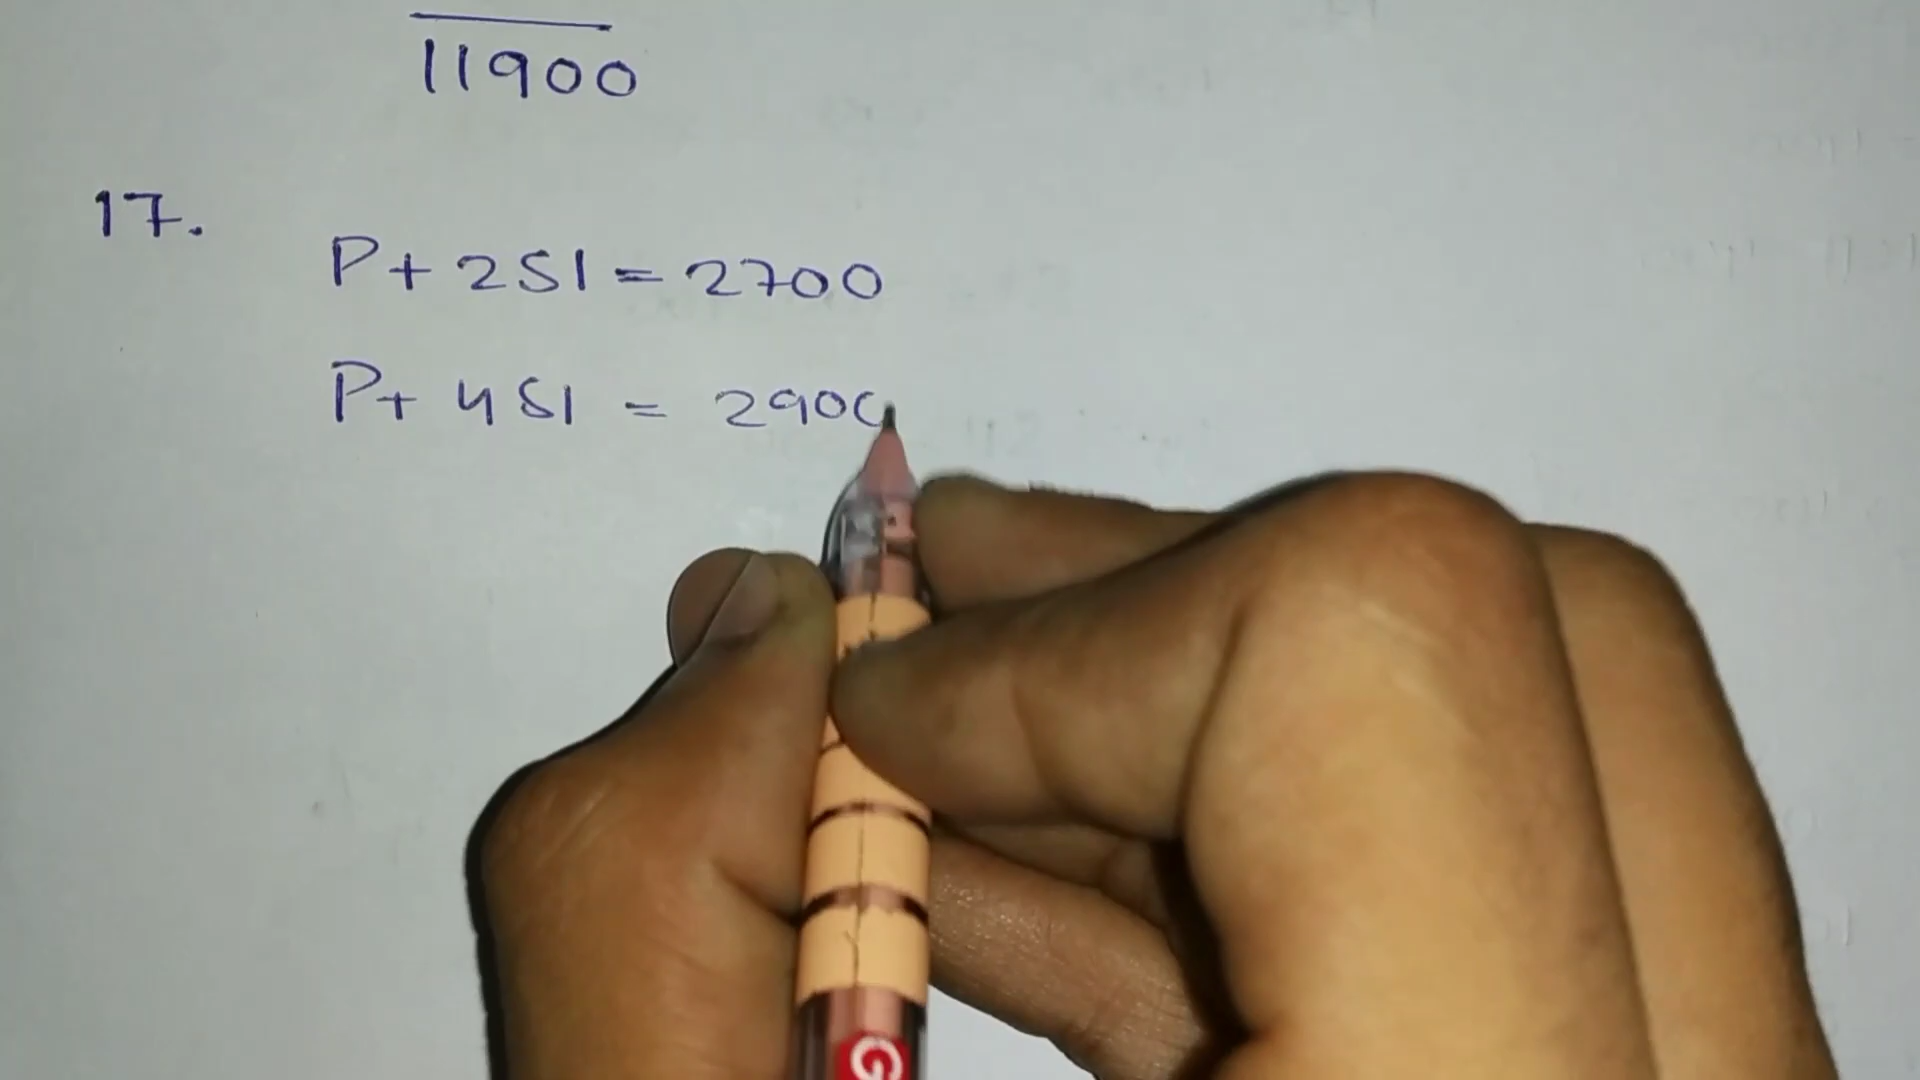 11900
17.
P + 2SI = 2700
P + 4SI = 2900
G